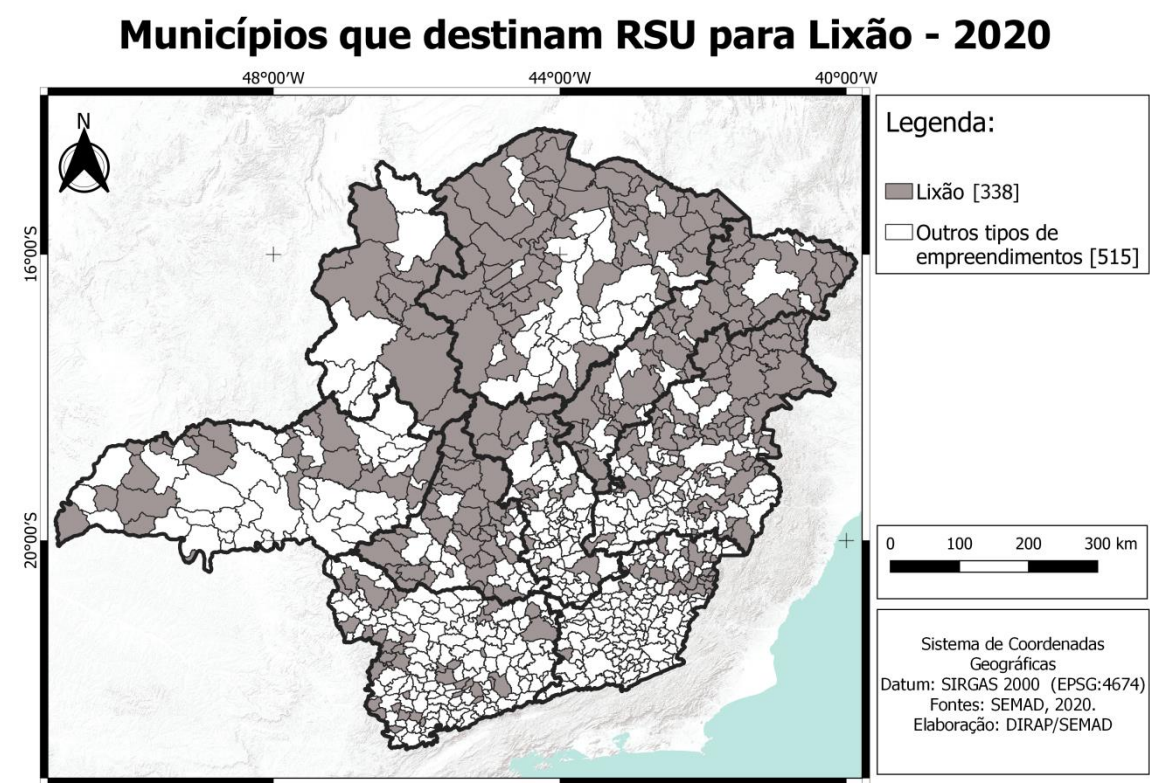 Municípios que destinam RSU para Lixão - 2020
48°00'W
44°00'W
40°00'W
N
16°00'S
20°00'S
Legenda:
Lixão [338]
Outros tipos de
empreendimentos [515]
0 100 200 300 km
Sistema de Coordenadas
Geográficas
Datum: SIRGAS 2000 (EPSG:4674)
Fontes: SEMAD, 2020.
Elaboração: DIRAP/SEMAD